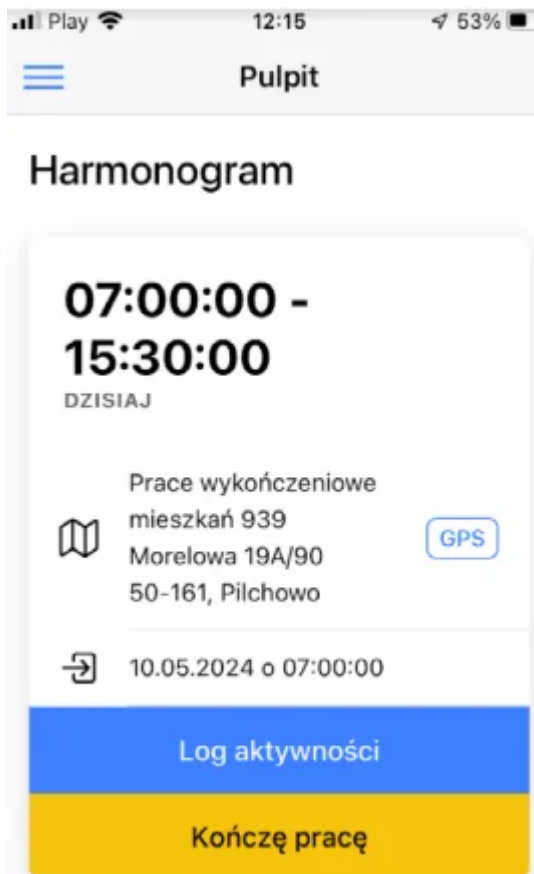 Play 12:15 53%
Pulpit
Harmonogram
07:00:00 -
15:30:00
DZISIAJ
Prace wykończeniowe
mieszkań 939
Morelowa 19A/90
50-161, Pilchowo
GPS
10.05.2024 o 07:00:00
Log aktywności
Kończę pracę